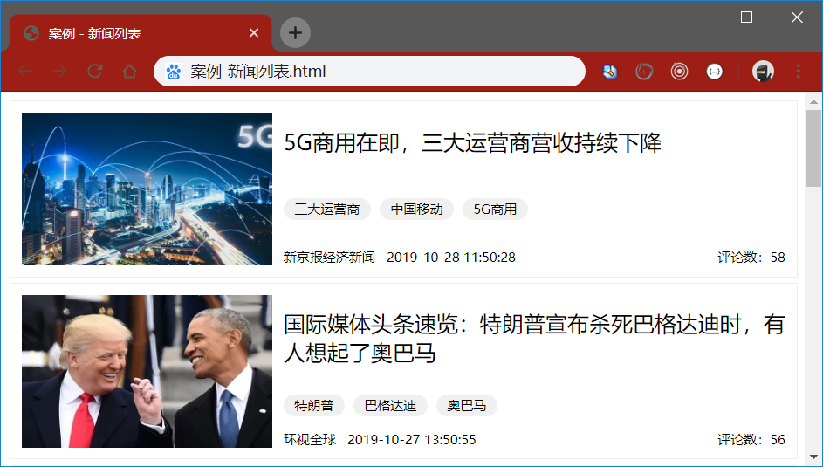 案例 - 新闻列表
案例-新闻列表.html
5G
5G商用在即，三大运营商营收持续下降
三大运营商 中国移动 5G商用
新京报经济新闻 2019-10-28 11:50:28 评论数：58
国际媒体头条速览：特朗普宣布杀死巴格达迪时，有
人想起了奥巴马
特朗普 巴格达迪 奥巴马
环视全球 2019-10-27 13:50:55 评论数：56